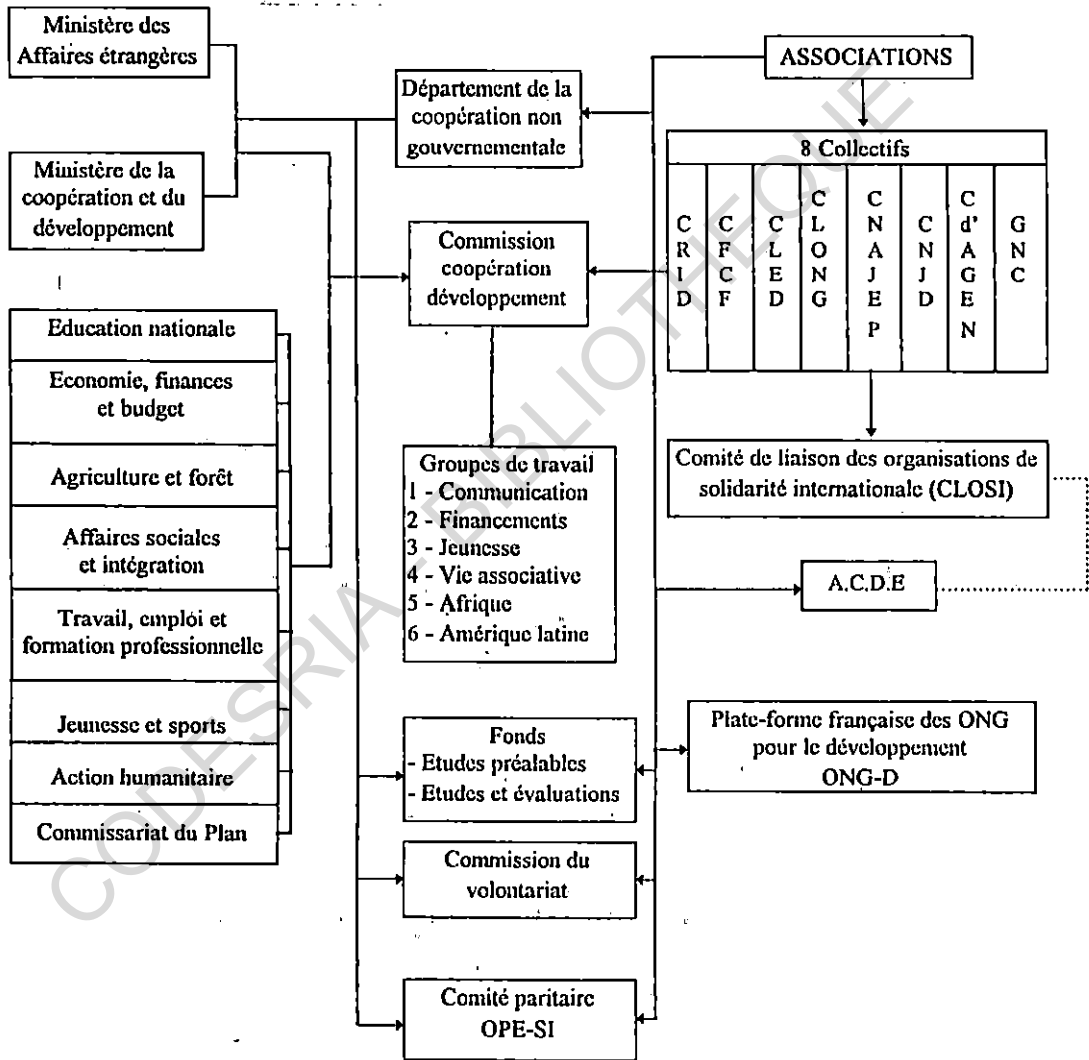 Ministère des
Affaires étrangères
Ministère de la
coopération et du
développement
Education nationale
Economie, finances
et budget
Agriculture et forêt
Affaires sociales
et intégration
Travail, emploi et
formation professionnelle
Jeunesse et sports
Action humanitaire
Commissariat du Plan
Département de la
coopération non
gouvernementale
Commission
coopération
développement
Groupes de travail
1 - Communication
2 - Financements
3 - Jeunesse
4 - Vie associative
5 - Afrique
6 - Amérique latine
Fonds
- Etudes préalables
- Etudes et évaluations
Commission du
volontariat
Comité paritaire
OPE-SI
ASSOCIATIONS
8 Collectifs
CRID
CFCF
CLED
CLONG
CNAJEP
CNJD
Cd'AGEN
GNC
Comité de liaison des organisations de
solidarité internationale (CLOSI)
A.C.D.E
Plate-forme française des ONG
pour le développement
ONG-D
CODESRIA - BIBLIOTHEQUE